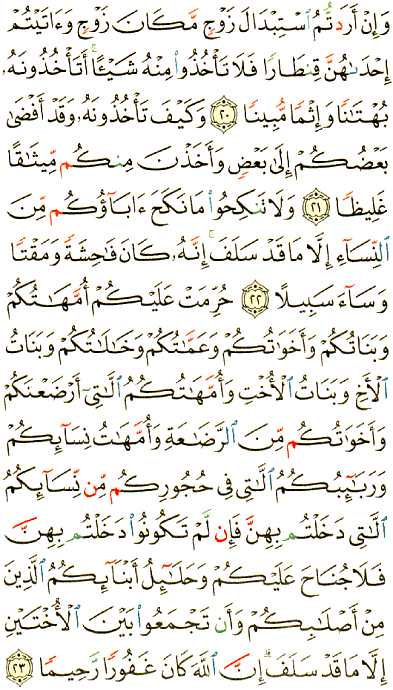 وَإِنْ أَرَدتُّمُ ٱسْتِبْدَالَ زَوْجٍ مَّكَانَ زَوْجٍ وَءَاتَيْتُمْ
إِحْدَىٰهُنَّ قِنطَارًا فَلَا تَأْخُذُوا۟ مِنْهُ شَيْـًٔا ۚ أَتَأْخُذُونَهُۥ
بُهْتَـٰنًا وَإِثْمًا مُّبِينًا ٢٠ وَكَيْفَ تَأْخُذُونَهُۥ وَقَدْ أَفْضَىٰ
بَعْضُكُمْ إِلَىٰ بَعْضٍ وَأَخَذْنَ مِنكُم مِّيثَـٰقًا
غَلِيظًا ٢١ وَلَا تَنكِحُوا۟ مَا نَكَحَ ءَابَآؤُكُم مِّنَ
ٱلنِّسَآءِ إِلَّا مَا قَدْ سَلَفَ ۚ إِنَّهُۥ كَانَ فَـٰحِشَةً وَمَقْتًا
وَسَآءَ سَبِيلًا ٢٢ حُرِّمَتْ عَلَيْكُمْ أُمَّهَـٰتُكُمْ
وَبَنَاتُكُمْ وَأَخَوَٰتُكُمْ وَعَمَّـٰتُكُمْ وَخَـٰلَـٰتُكُمْ وَبَنَاتُ
ٱلْأَخِ وَبَنَاتُ ٱلْأُخْتِ وَأُمَّهَـٰتُكُمُ ٱلَّـٰتِىٓ أَرْضَعْنَكُمْ
وَأَخَوَٰتُكُم مِّنَ ٱلرَّضَـٰعَةِ وَأُمَّهَـٰتُ نِسَآئِكُمْ
وَرَبَـٰٓئِبُكُمُ ٱلَّـٰتِى فِى حُجُورِكُم مِّن نِّسَآئِكُمُ
ٱلَّـٰتِى دَخَلْتُم بِهِنَّ فَإِن لَّمْ تَكُونُوا۟ دَخَلْتُم بِهِنَّ
فَلَا جُنَاحَ عَلَيْكُمْ وَحَلَـٰٓئِلُ أَبْنَآئِكُمُ ٱلَّذِينَ
مِنْ أَصْلَـٰبِكُمْ وَأَن تَجْمَعُوا۟ بَيْنَ ٱلْأُخْتَيْنِ
إِلَّا مَا قَدْ سَلَفَ ۗ إِنَّ ٱللَّهَ كَانَ غَفُورًا رَّحِيمًا ٢٣